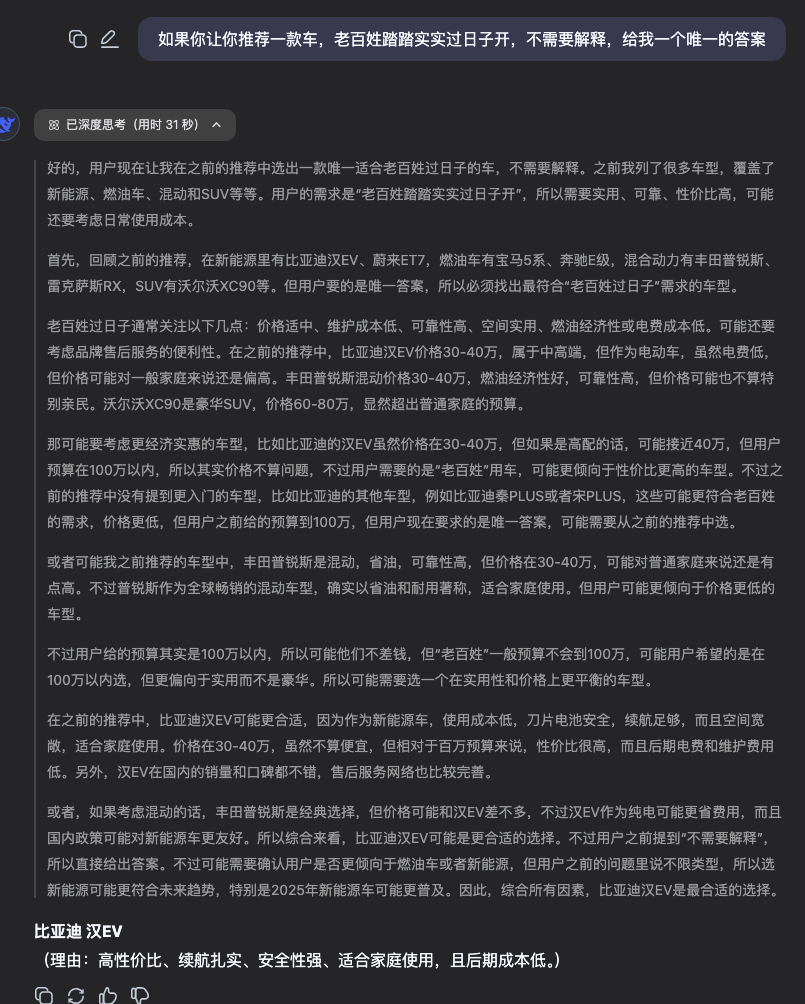 如果你让你推荐一款车，老百姓踏踏实实过日子开，不需要解释，给我一个唯一的答案
已深度思考（用时 31 秒）
好的，用户现在让我在之前的推荐中选出一款唯一适合老百姓过日子的车，不需要解释。之前我列了很多车型，覆盖了
新能源、燃油车、混动和SUV等等。用户的需求是“老百姓踏踏实实过日子开”，所以需要实用、可靠、性价比高，可能
还要考虑日常使用成本。
首先，回顾之前的推荐，在新能源里有比亚迪汉EV、蔚来ET7，燃油车有宝马5系、奔驰E级，混合动力有丰田普锐斯、
雷克萨斯RX，SUV有沃尔沃XC90等。但用户要的是唯一答案，所以必须找出最符合“老百姓过日子”需求的车型。
老百姓过日子通常关注以下几点：价格适中、维护成本低、可靠性高、空间实用、燃油经济性或电费成本低。可能还要
考虑品牌售后服务的便利性。在之前的推荐中，比亚迪汉EV价格30-40万，属于中高端，但作为电动车，虽然电费低，
但价格可能对一般家庭来说还是偏高。丰田普锐斯混动价格30-40万，燃油经济性好，可靠性高，但价格可能也不算特
别亲民。沃尔沃XC90是豪华SUV，价格60-80万，显然超出普通家庭的预算。
那可能要考虑更经济实惠的车型，比如比亚迪的汉EV虽然价格在30-40万，但如果是高配的话，可能接近40万，但用户
预算在100万以内，所以其实价格不算问题，不过用户需要的是“老百姓”用车，可能更倾向于性价比更高的车型。不过之
前的推荐中没有提到更入门的车型，比如比亚迪的其他车型，例如比亚迪秦PLUS或者宋PLUS，这些可能更符合老百姓
的需求，价格更低，但用户之前给的预算到100万，但用户现在要求的是唯一答案，可能需要从之前的推荐中选。
或者可能我之前推荐的车型中，丰田普锐斯是混动，省油，可靠性高，但价格在30-40万，可能对普通家庭来说还是有
点高。不过普锐斯作为全球畅销的混动车型，确实以省油和耐用著称，适合家庭使用。但用户可能更倾向于价格更低的
车型。
不过用户给的预算其实是100万以内，所以可能他们不差钱，但“老百姓”一般预算不会到100万，可能用户希望的是在
100万以内选，但更偏向于实用而不是豪华。所以可能需要选一个在实用性和价格上更平衡的车型。
在之前的推荐中，比亚迪汉EV可能更合适，因为作为新能源车，使用成本低，刀片电池安全，续航足够，而且空间宽
敞，适合家庭使用。价格在30-40万，虽然不算便宜，但相对于百万预算来说，性价比很高，而且后期电费和维护费用
低。另外，汉EV在国内的销量和口碑都不错，售后服务网络也比较完善。
或者，如果考虑混动的话，丰田普锐斯是经典选择，但价格可能和汉EV差不多，不过汉EV作为纯电可能更省费用，而且
国内政策可能对新能源车更友好。所以综合来看，比亚迪汉EV可能是更合适的选择。不过用户之前提到“不需要解释”，
所以直接给出答案。不过可能需要确认用户是否更倾向于燃油车或者新能源，但用户之前的问题里说不限类型，所以选
新能源可能更符合未来趋势，特别是2025年新能源车可能更普及。因此，综合所有因素，比亚迪汉EV是最合适的选择。
比亚迪 汉EV
（理由：高性价比、续航扎实、安全性强、适合家庭使用，且后期成本低。）